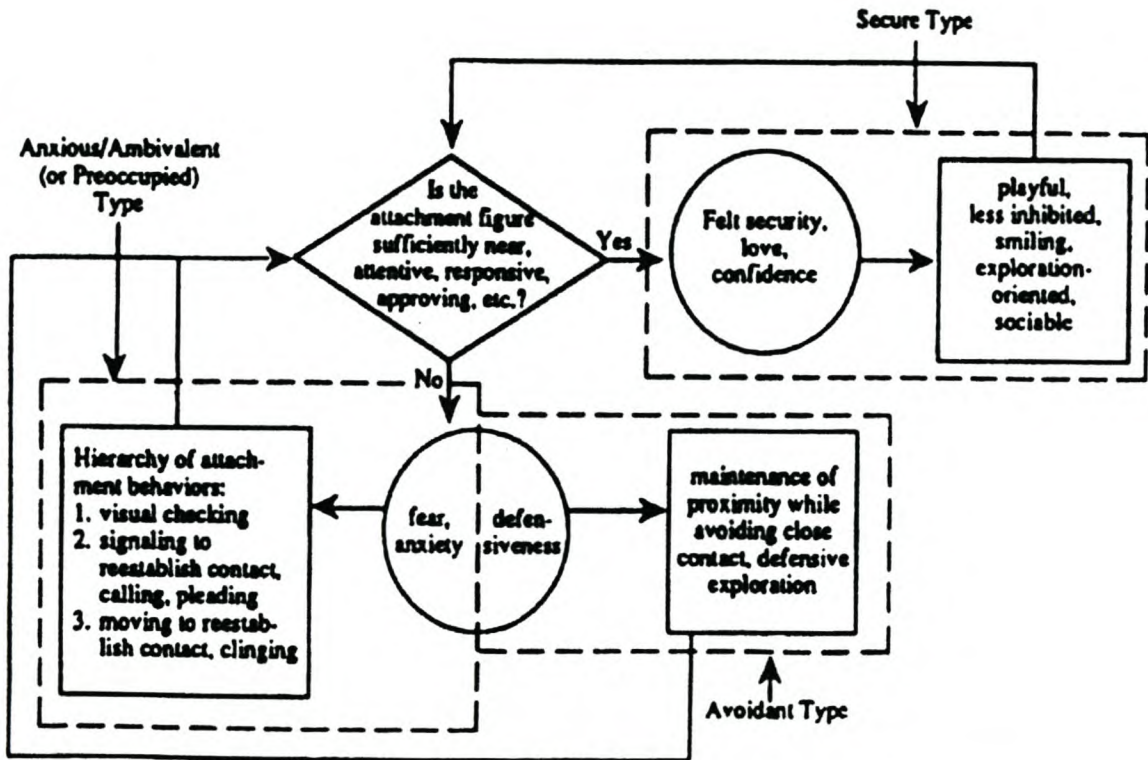 Secure Type
Anxious/Ambivalent
(or Preoccupied)
Type
Is the
attachment figure
sufficiently near,
attentive, responsive,
approving, etc.?
Yes
Felt security,
love,
confidence
playful,
less inhibited,
smiling,
exploration-
oriented,
sociable
No
Hierarchy of attach-
ment behaviors:
1. visual checking
2. signaling to
reestablish contact,
calling, pleading
3. moving to reestab-
lish contact, clinging
fear,
anxiety
defen-
siveness
maintenance of
proximity while
avoiding close
contact, defensive
exploration
Avoidant Type